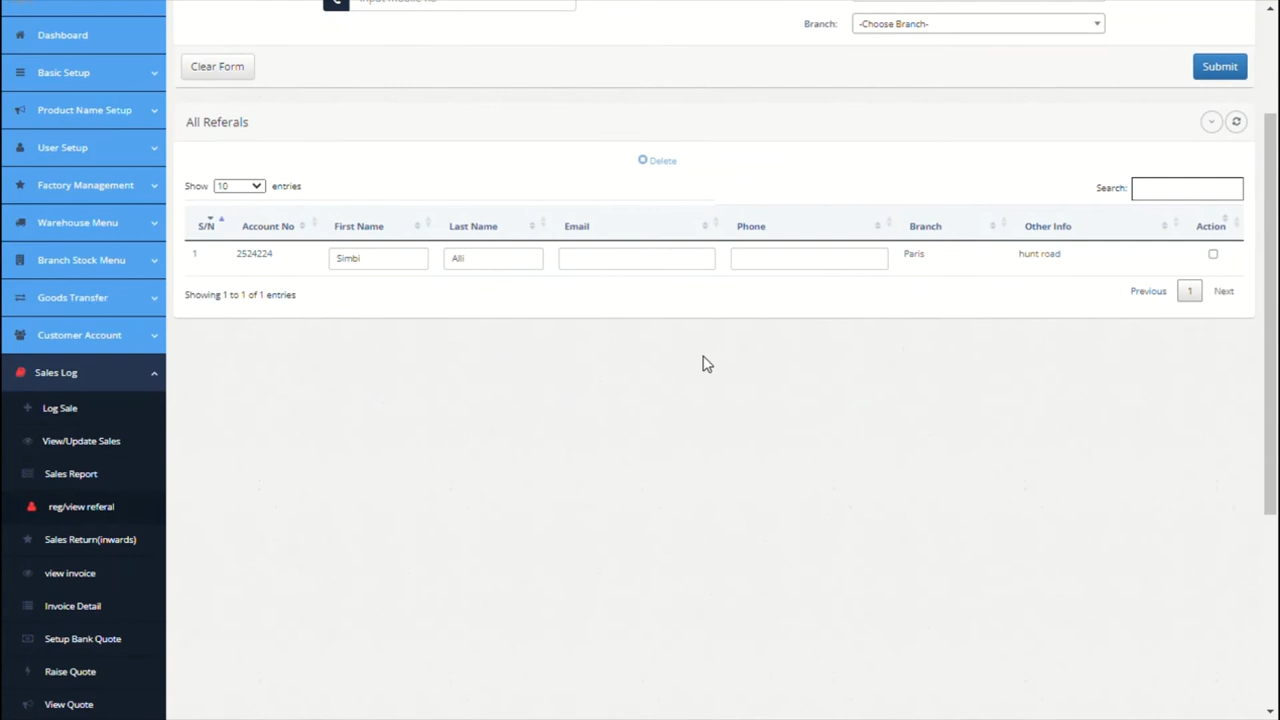 Input mobile no
Branch: -Choose Branch-
Dashboard
Clear Form
Submit
Basic Setup
Product Name Setup
All Referals
User Setup
Delete
Show 10 entries
Search:
Factory Management
Warehouse Menu
S/N Account No First Name Last Name Email Phone Branch Other Info Action
1 2524224 Simbi Alli Paris hunt road
Branch Stock Menu
Showing 1 to 1 of 1 entries
Previous 1 Next
Goods Transfer
Customer Account
Sales Log
Log Sale
View/Update Sales
Sales Report
reg/view referal
Sales Return(inwards)
view invoice
Invoice Detail
Setup Bank Quote
Raise Quote
View Quote